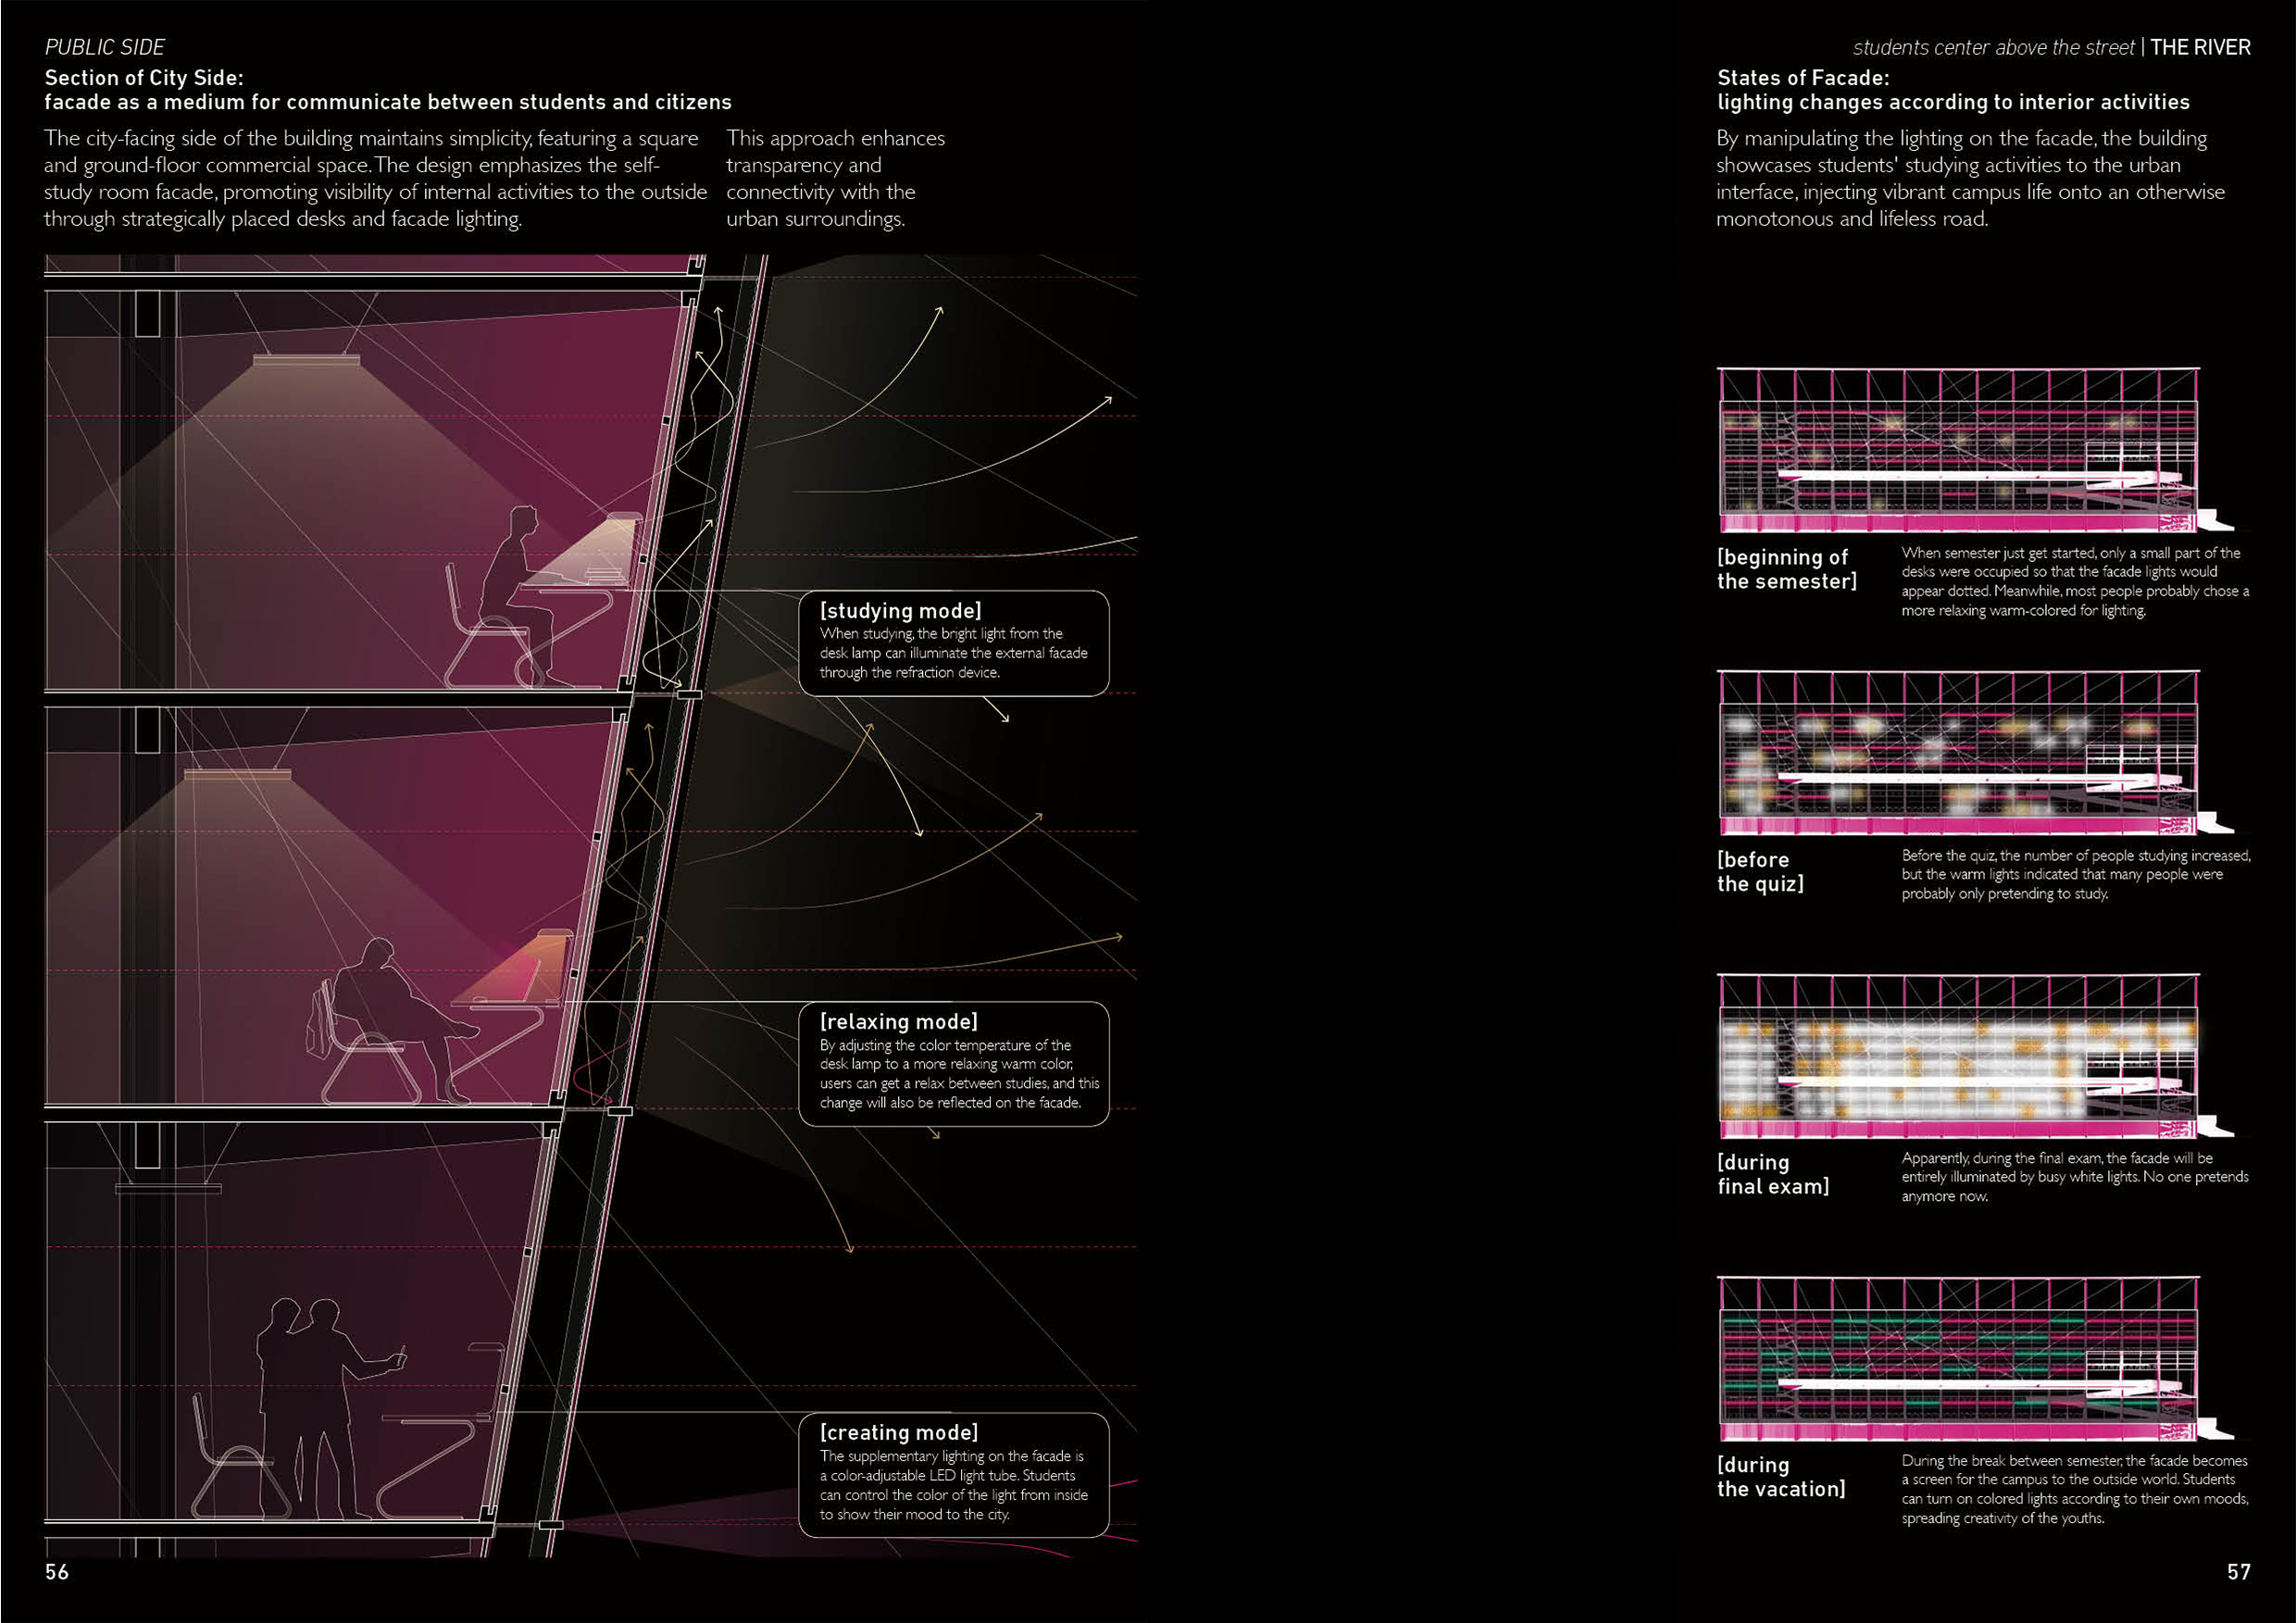 PUBLIC SIDE
Section of City Side:
facade as a medium for communicate between students and citizens
The city-facing side of the building maintains simplicity, featuring a square
and ground-floor commercial space. The design emphasizes the self-
study room facade, promoting visibility of internal activities to the outside
through strategically placed desks and facade lighting.
This approach enhances
transparency and
connectivity with the
urban surroundings.
[studying mode]
When studying, the bright light from the
desk lamp can illuminate the external facade
through the refraction device.
[relaxing mode]
By adjusting the color temperature of the
desk lamp to a more relaxing warm color,
users can get a relax between studies, and this
change will also be reflected on the facade.
[creating mode]
The supplementary lighting on the facade is
a color-adjustable LED light tube. Students
can control the color of the light from inside
to show their mood to the city.
56
students center above the street | THE RIVER
States of Facade:
lighting changes according to interior activities
By manipulating the lighting on the facade, the building
showcases students' studying activities to the urban
interface, injecting vibrant campus life onto an otherwise
monotonous and lifeless road.
[beginning of
the semester]
When semester just get started, only a small part of the
desks were occupied so that the facade lights would
appear dotted. Meanwhile, most people probably chose a
more relaxing warm-colored for lighting.
[before
the quiz]
Before the quiz, the number of people studying increased,
but the warm lights indicated that many people were
probably only pretending to study.
[during
final exam]
Apparently, during the final exam, the facade will be
entirely illuminated by busy white lights. No one pretends
anymore now.
[during
the vacation]
During the break between semester, the facade becomes
a screen for the campus to the outside world. Students
can turn on colored lights according to their own moods,
spreading creativity of the youths.
57